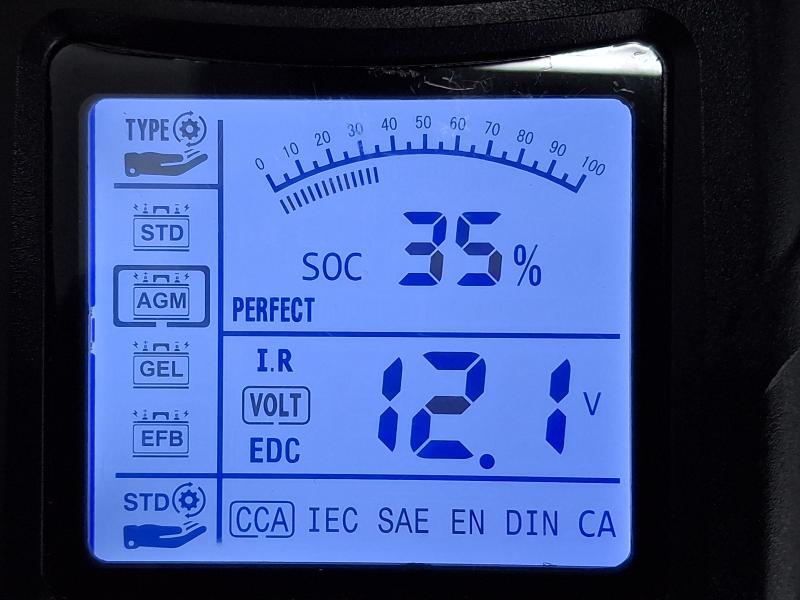 TYPE
0 10 20 30 40 50 60 70 80 90 100
STD
SOC 35%
AGM
PERFECT
I.R
GEL
VOLT 12.1 V
EFB
EDC
STD
CCA IEC SAE EN DIN CA